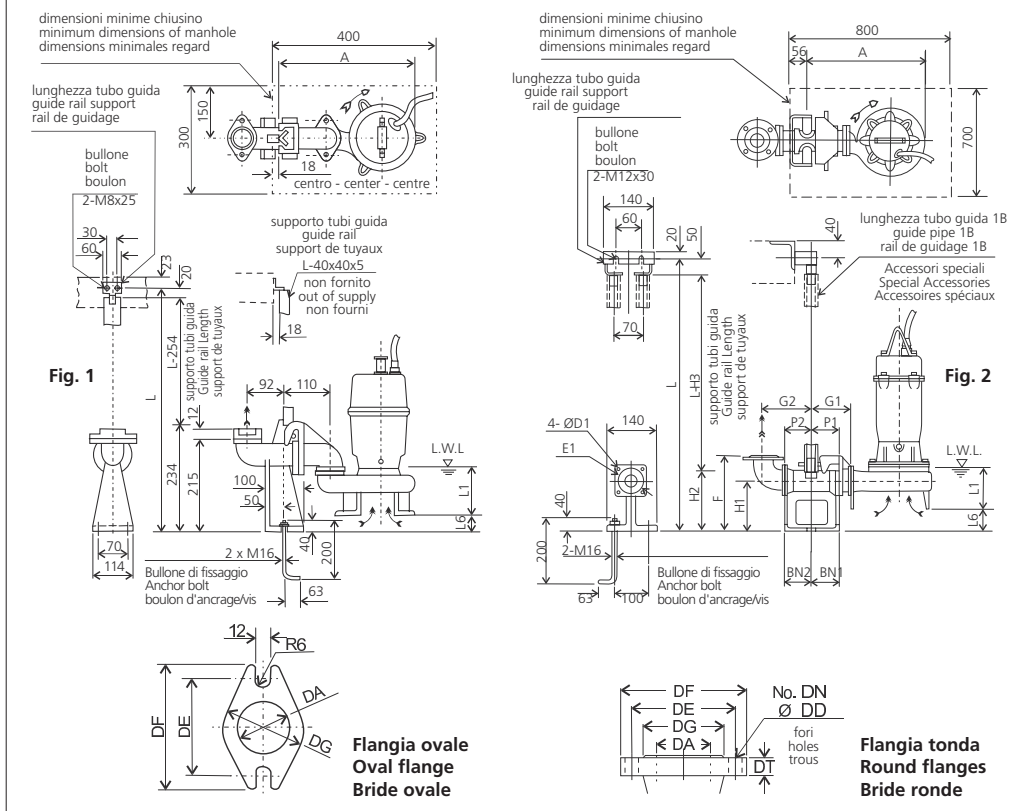 dimensioni minime chiusino
minimum dimensions of manhole
dimensions minimales regard
400
A
lunghezza tubo guida
guide rail support
rail de guidage
300
150
bullone
bolt
boulon
2-M8x25
18
centro - center - centre
30
60
23
20
supporto tubi guida
guide rail
support de tuyaux
L-40x40x5
non fornito
out of supply
non fourni
18
Fig. 1
L
L-254
supporto tubi guida
Guide rail Length
support de tuyaux
12
92
110
234
215
100
50
L.W.L
L1
L6
40
200
70
114
2 x M16
Bullone di fissaggio
Anchor bolt
boulon d'ancrage/vis
63
12
R6
DF
DE
DA
DG
Flangia ovale
Oval flange
Bride ovale
dimensioni minime chiusino
minimum dimensions of manhole
dimensions minimales regard
800
56
A
lunghezza tubo guida
guide rail support
rail de guidage
700
bullone
bolt
boulon
2-M12x30
140
60
20
50
40
lunghezza tubo guida 1B
guide pipe 1B
rail de guidage 1B
Accessori speciali
Special Accessories
Accessoires spéciaux
70
L
L-H3
supporto tubi guida
Guide rail Length
support de tuyaux
Fig. 2
G2
G1
P2
P1
4- ØD1
140
E1
L.W.L
H2
F
H1
L1
L6
40
200
2-M16
BN2
BN1
Bullone di fissaggio
Anchor bolt
boulon d'ancrage/vis
63
100
DF
DE
DG
DA
No. DN
Ø DD
fori
holes
trous
DT
Flangia tonda
Round flanges
Bride ronde